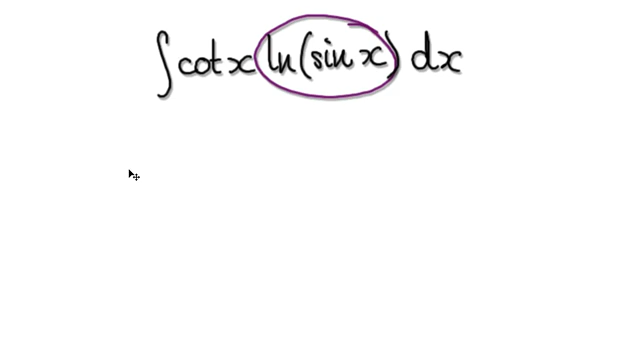 ∫ cot x ln(sin x) dx